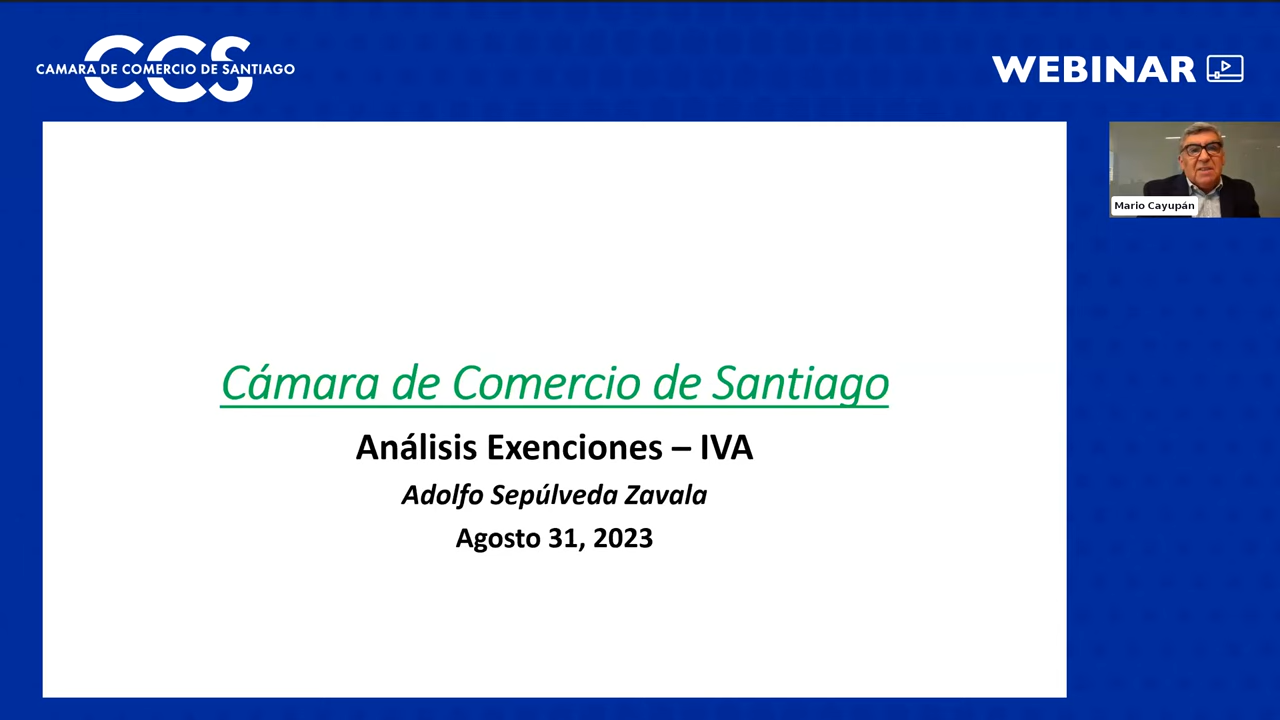 CCS
CAMARA DE COMERCIO DE SANTIAGO
WEBINAR
Mario Cayupán
Cámara de Comercio de Santiago
Análisis Exenciones – IVA
Adolfo Sepúlveda Zavala
Agosto 31, 2023